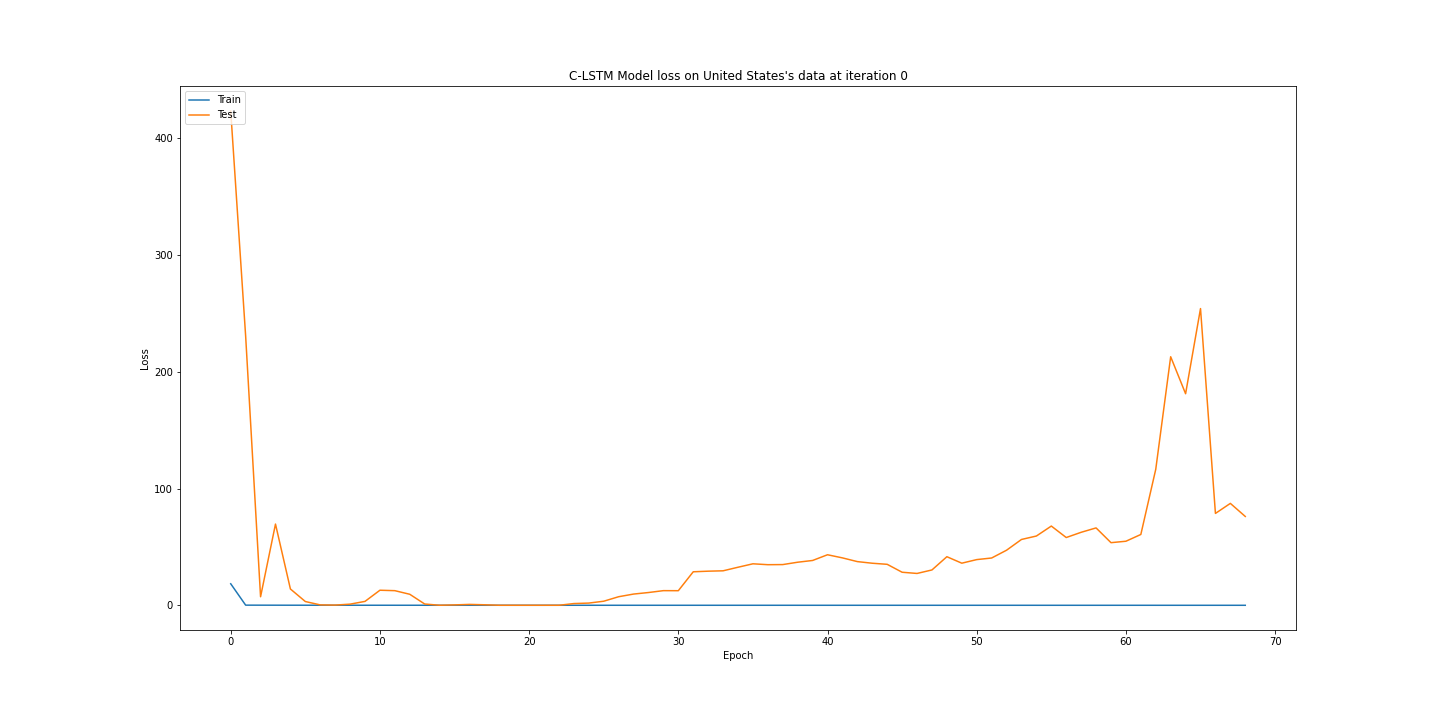 C-LSTM Model loss on United States's data at iteration 0
Train
Test
400
300
200
100
0
Loss
0 10 20 30 40 50 60 70
Epoch